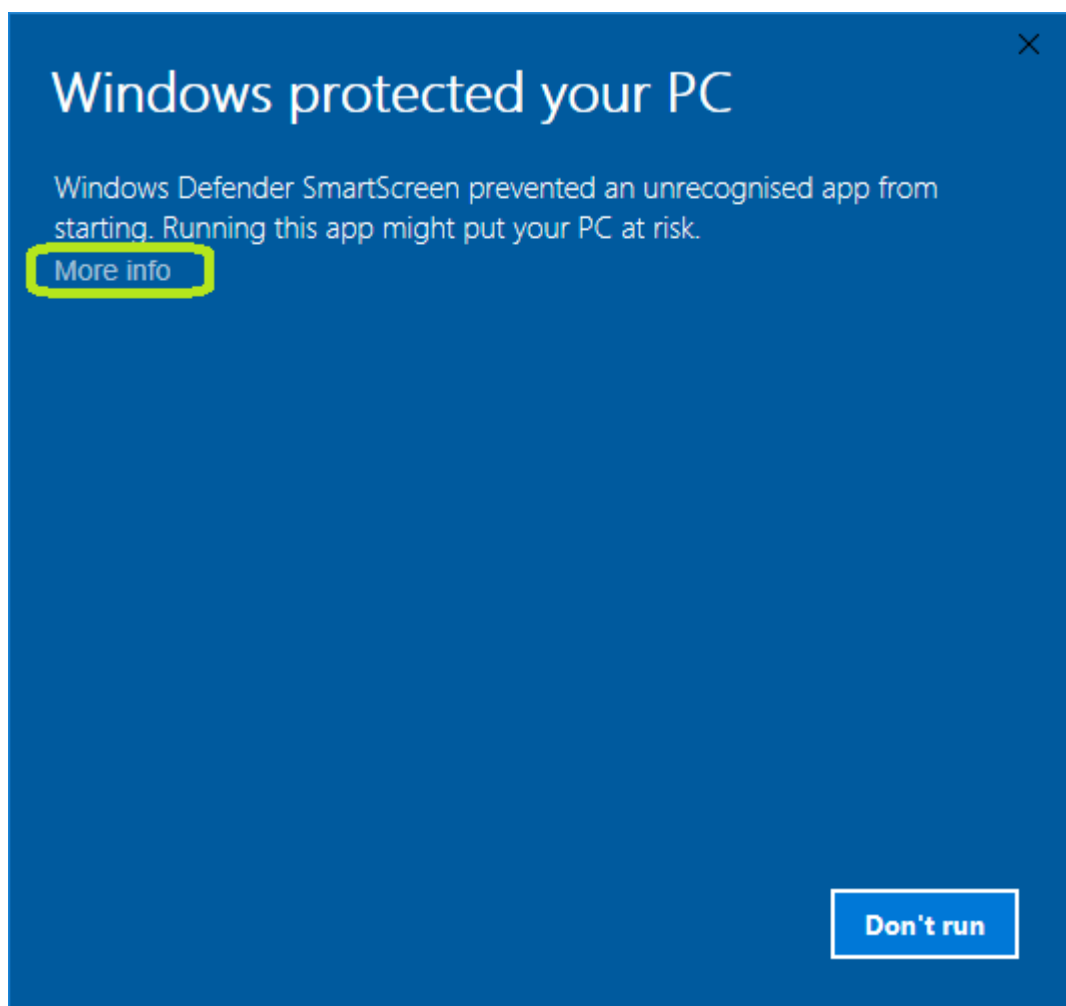 Windows protected your PC
Windows Defender SmartScreen prevented an unrecognised app from
starting. Running this app might put your PC at risk.
More info
Don't run